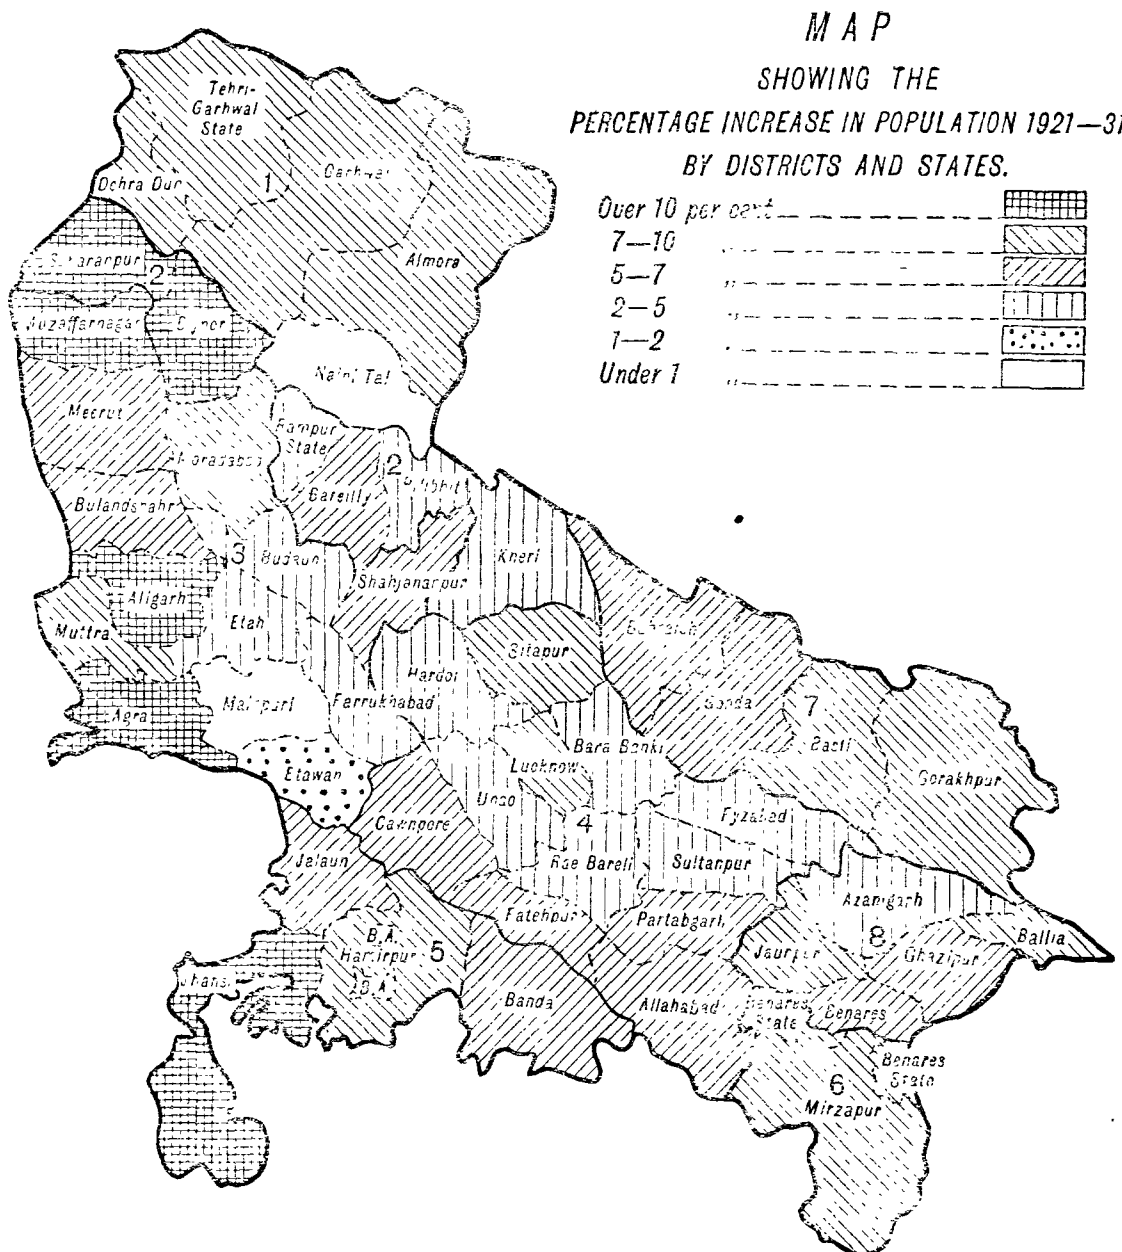 MAP
SHOWING THE
PERCENTAGE INCREASE IN POPULATION 1921—31
BY DISTRICTS AND STATES.
Over 10 per cent
7—10 „
5—7 „
2—5 „
1—2 „
Under 1 „
Tehri-
Garhwal
State
Garhwal
Dehra Dun
1
Almora
Saharanpur
2
Muzaffarnagar
Bijnor
Naini Tal
Meerut
Rampur
State
Moradabad
2
Pilibhit
Bareilly
Bulandshahr
3
Budaun
Kheri
Shahjahanpur
Aligarh
Etah
Muttra
Bahraich
Sitapur
Hardoi
Agra
Mainpuri
Farrukhabad
Gonda
7
Basti
Bara Banki
Lucknow
Etawah
Gorakhpur
Unao
Cawnpore
4
Fyzabad
Jalaun
Rae Bareli
Sultanpur
Azamgarh
Fatehpur
Partabgarh
B.A.
Hamirpur
5
8
Ballia
Jaunpur
Ghazipur
Jhansi
B.A.
Banda
Allahabad
Benares
State
Benares
Benares
State
6
Mirzapur